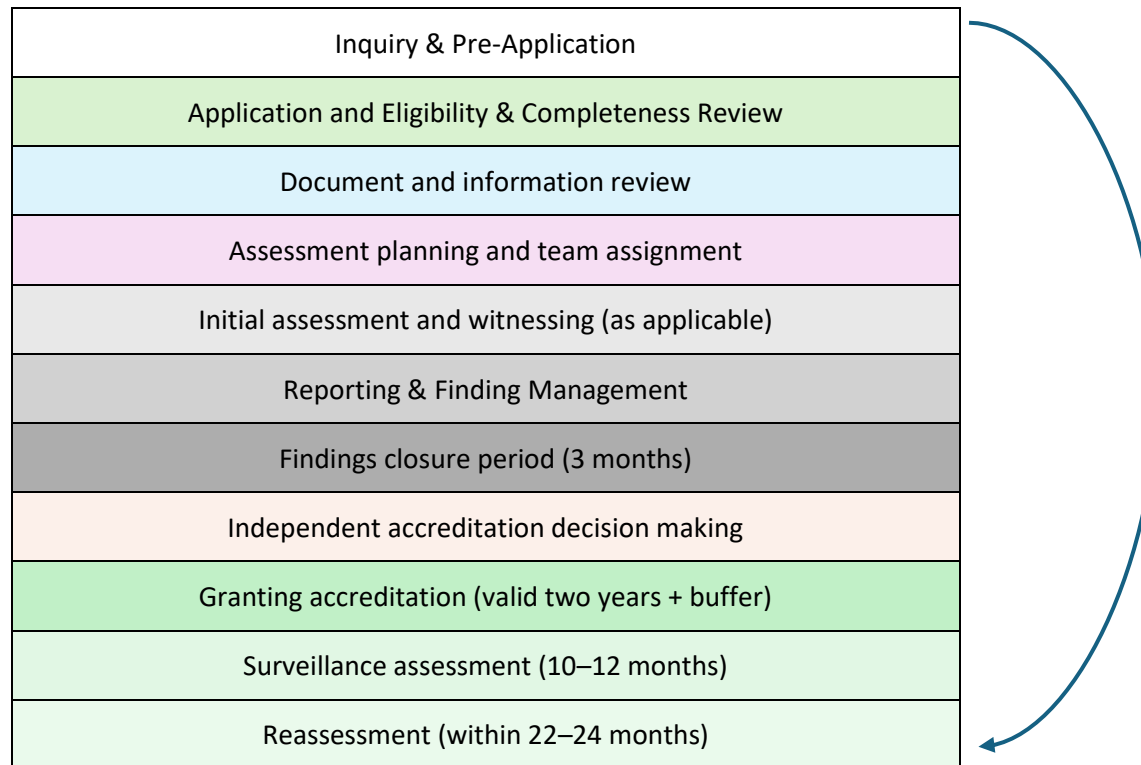 Inquiry & Pre-Application
Application and Eligibility & Completeness Review
Document and information review
Assessment planning and team assignment
Initial assessment and witnessing (as applicable)
Reporting & Finding Management
Findings closure period (3 months)
Independent accreditation decision making
Granting accreditation (valid two years + buffer)
Surveillance assessment (10–12 months)
Reassessment (within 22–24 months)